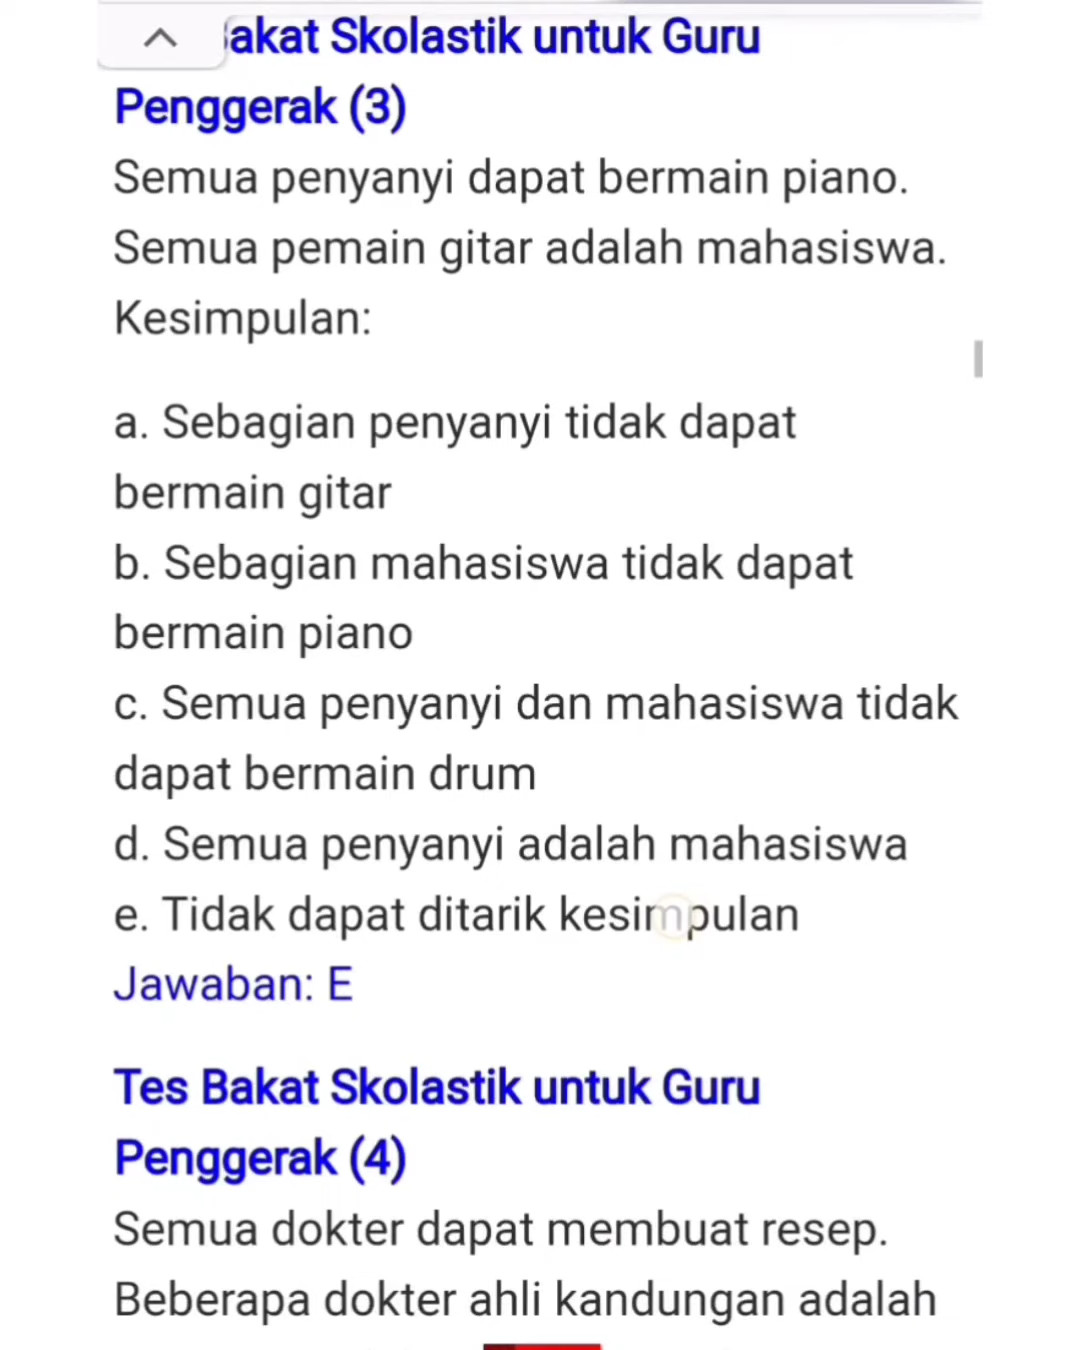 akat Skolastik untuk Guru
Penggerak (3)
Semua penyanyi dapat bermain piano.
Semua pemain gitar adalah mahasiswa.
Kesimpulan:
a. Sebagian penyanyi tidak dapat
bermain gitar
b. Sebagian mahasiswa tidak dapat
bermain piano
c. Semua penyanyi dan mahasiswa tidak
dapat bermain drum
d. Semua penyanyi adalah mahasiswa
e. Tidak dapat ditarik kesimpulan
Jawaban: E
Tes Bakat Skolastik untuk Guru
Penggerak (4)
Semua dokter dapat membuat resep.
Beberapa dokter ahli kandungan adalah